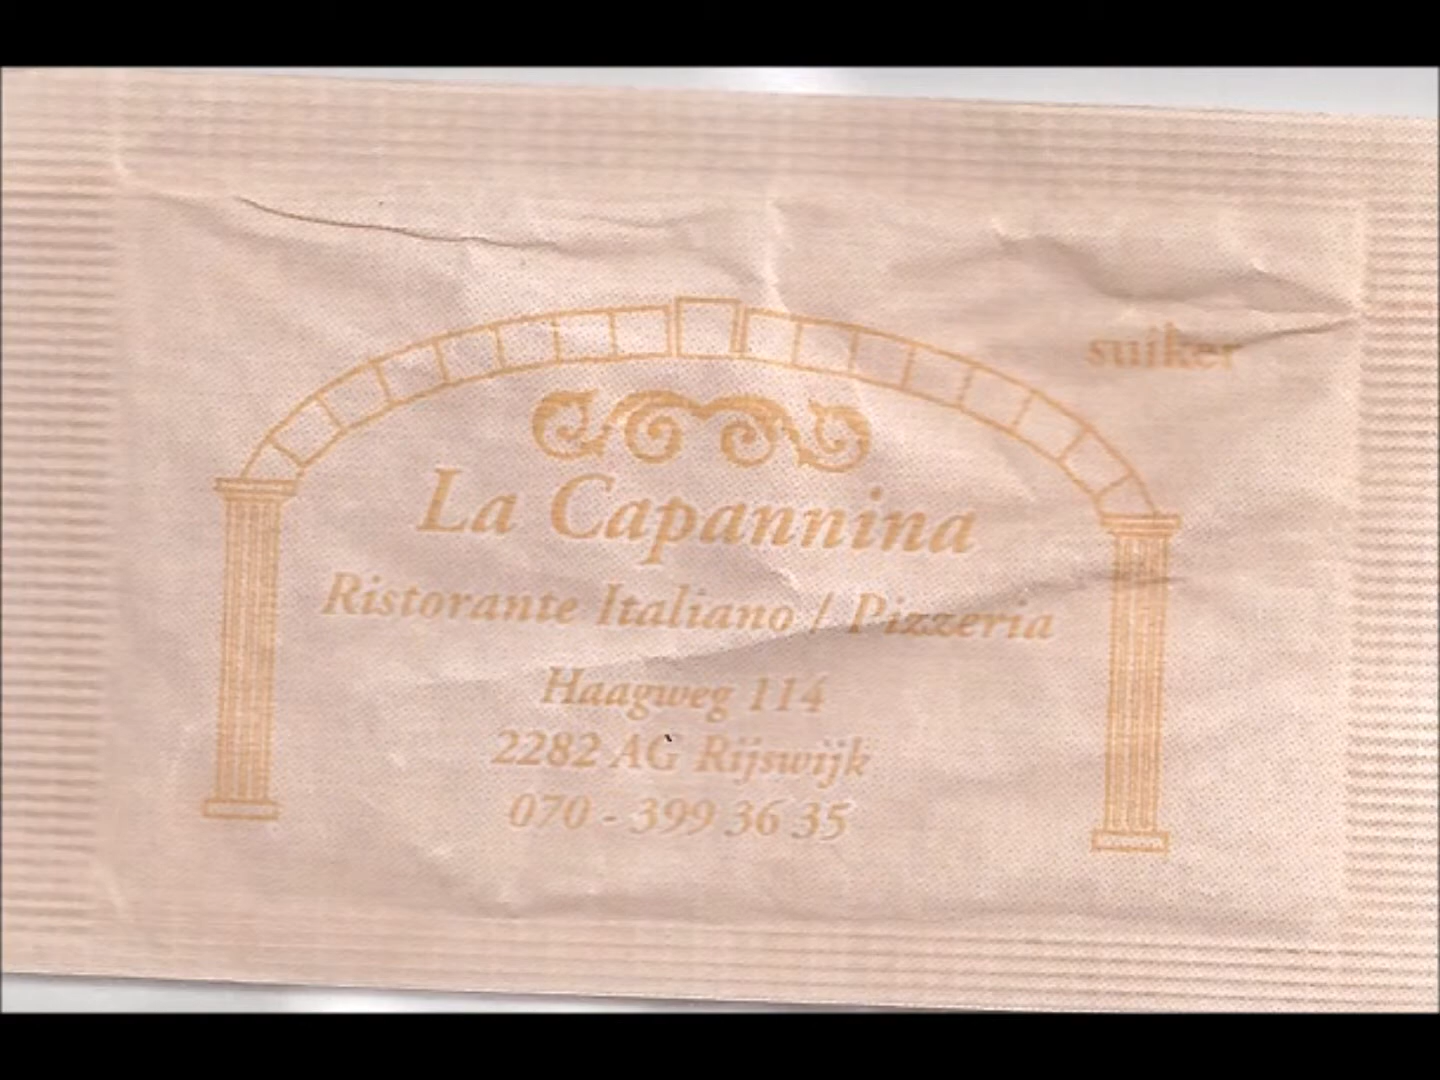 suiker
La Capannina
Ristorante Italiano / Pizzeria
Haagweg 114
2282 AG Rijswijk
070 - 399 36 35